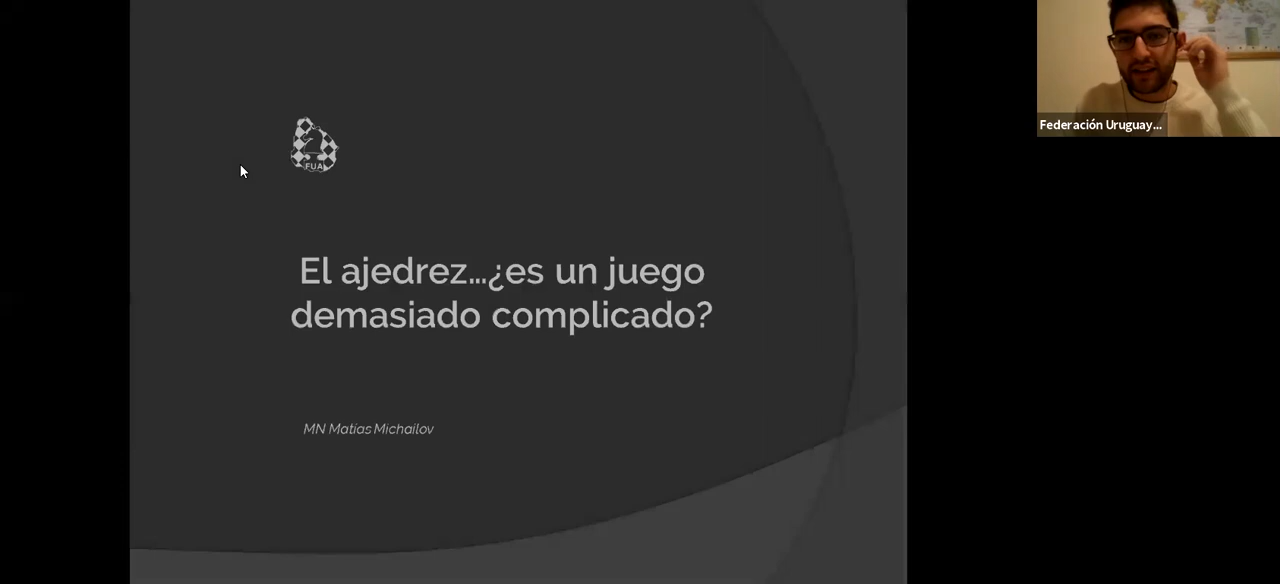 Federación Uruguay...
FUA
El ajedrez...¿es un juego
demasiado complicado?
MN Matias Michailov